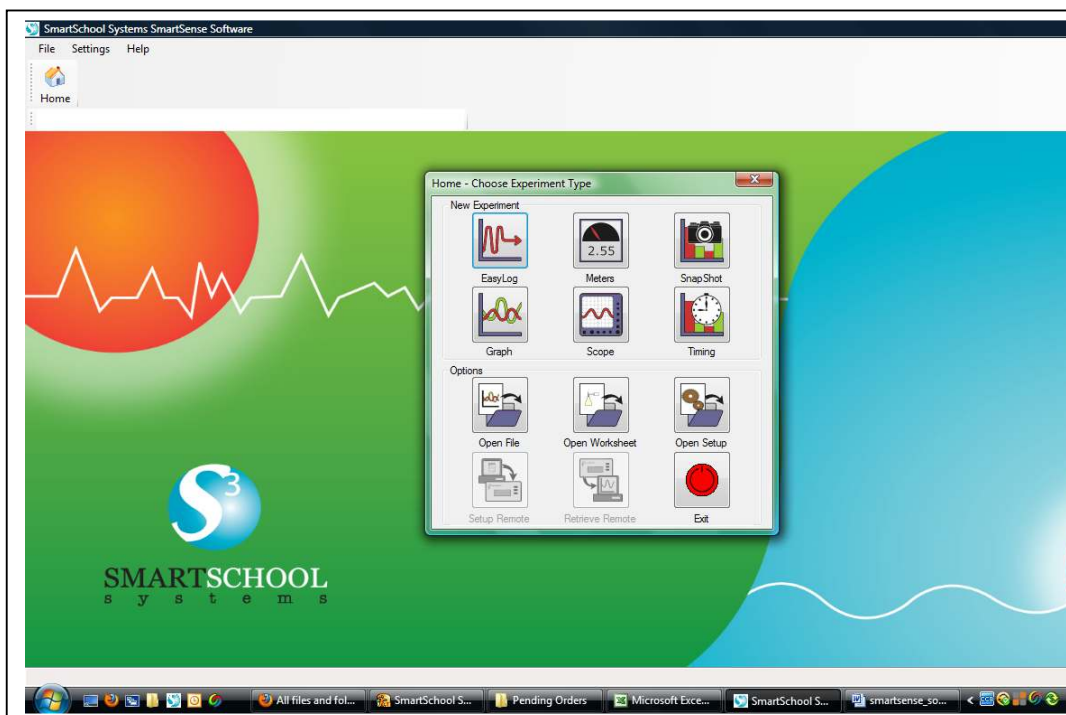 SmartSchool Systems SmartSense Software
File Settings Help
Home
Home - Choose Experiment Type
New Experiment
2.55
EasyLog Meters SnapShot
Graph Scope Timing
Options
Open File Open Worksheet Open Setup
Setup Remote Retrieve Remote Exit
S3
SMARTSCHOOL
systems
All files and fol... SmartSchool S... Pending Orders Microsoft Exce... SmartSchool S... smartsense_so... <